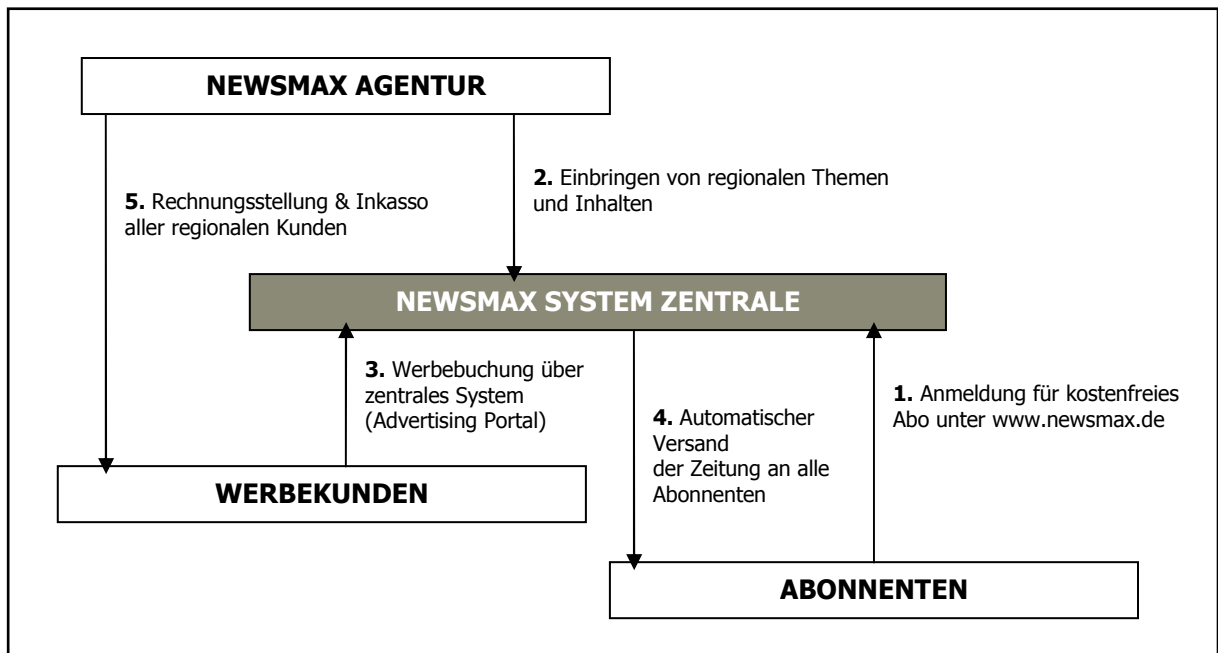 NEWSMAX AGENTUR
2. Einbringen von regionalen Themen
und Inhalten
5. Rechnungsstellung & Inkasso
aller regionalen Kunden
NEWSMAX SYSTEM ZENTRALE
3. Werbebuchung über
zentrales System
(Advertising Portal)
1. Anmeldung für kostenfreies
Abo unter www.newsmax.de
4. Automatischer
Versand
der Zeitung an alle
Abonnenten
WERBEKUNDEN
ABONNENTEN